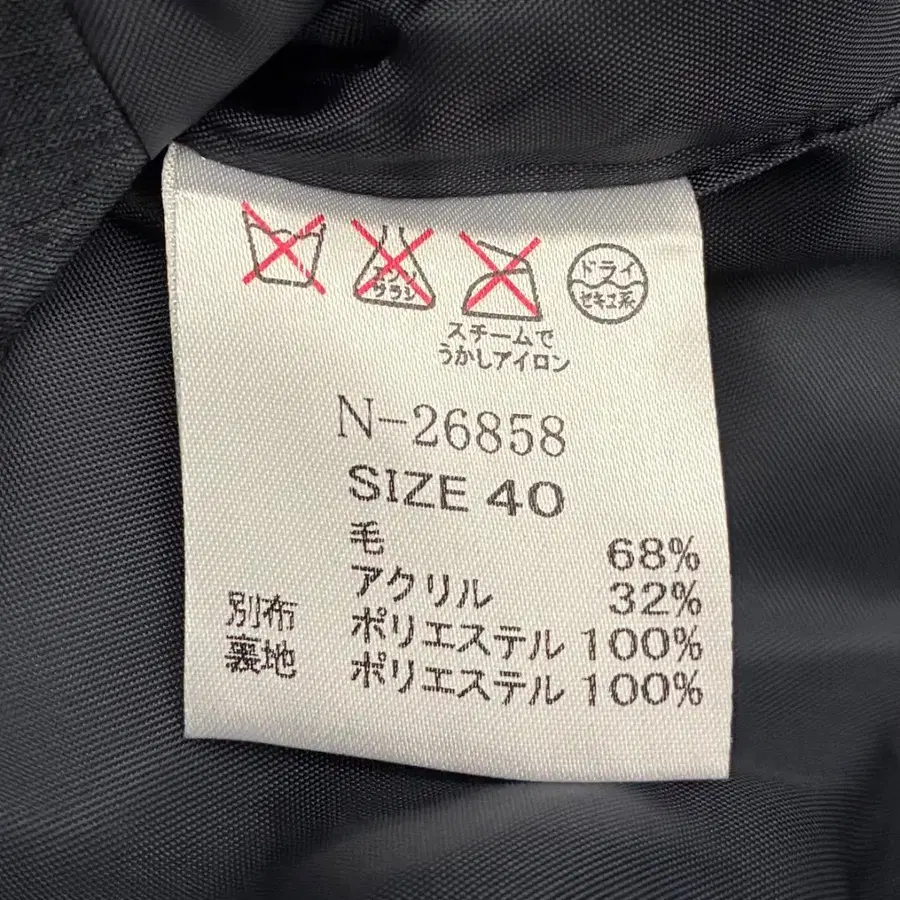 エンソ
サラシ
ドライ
セキユ系
スチームで
うかしアイロン
N-26858
SIZE 40
毛 68%
アクリル 32%
別布 ポリエステル 100%
裏地 ポリエステル 100%